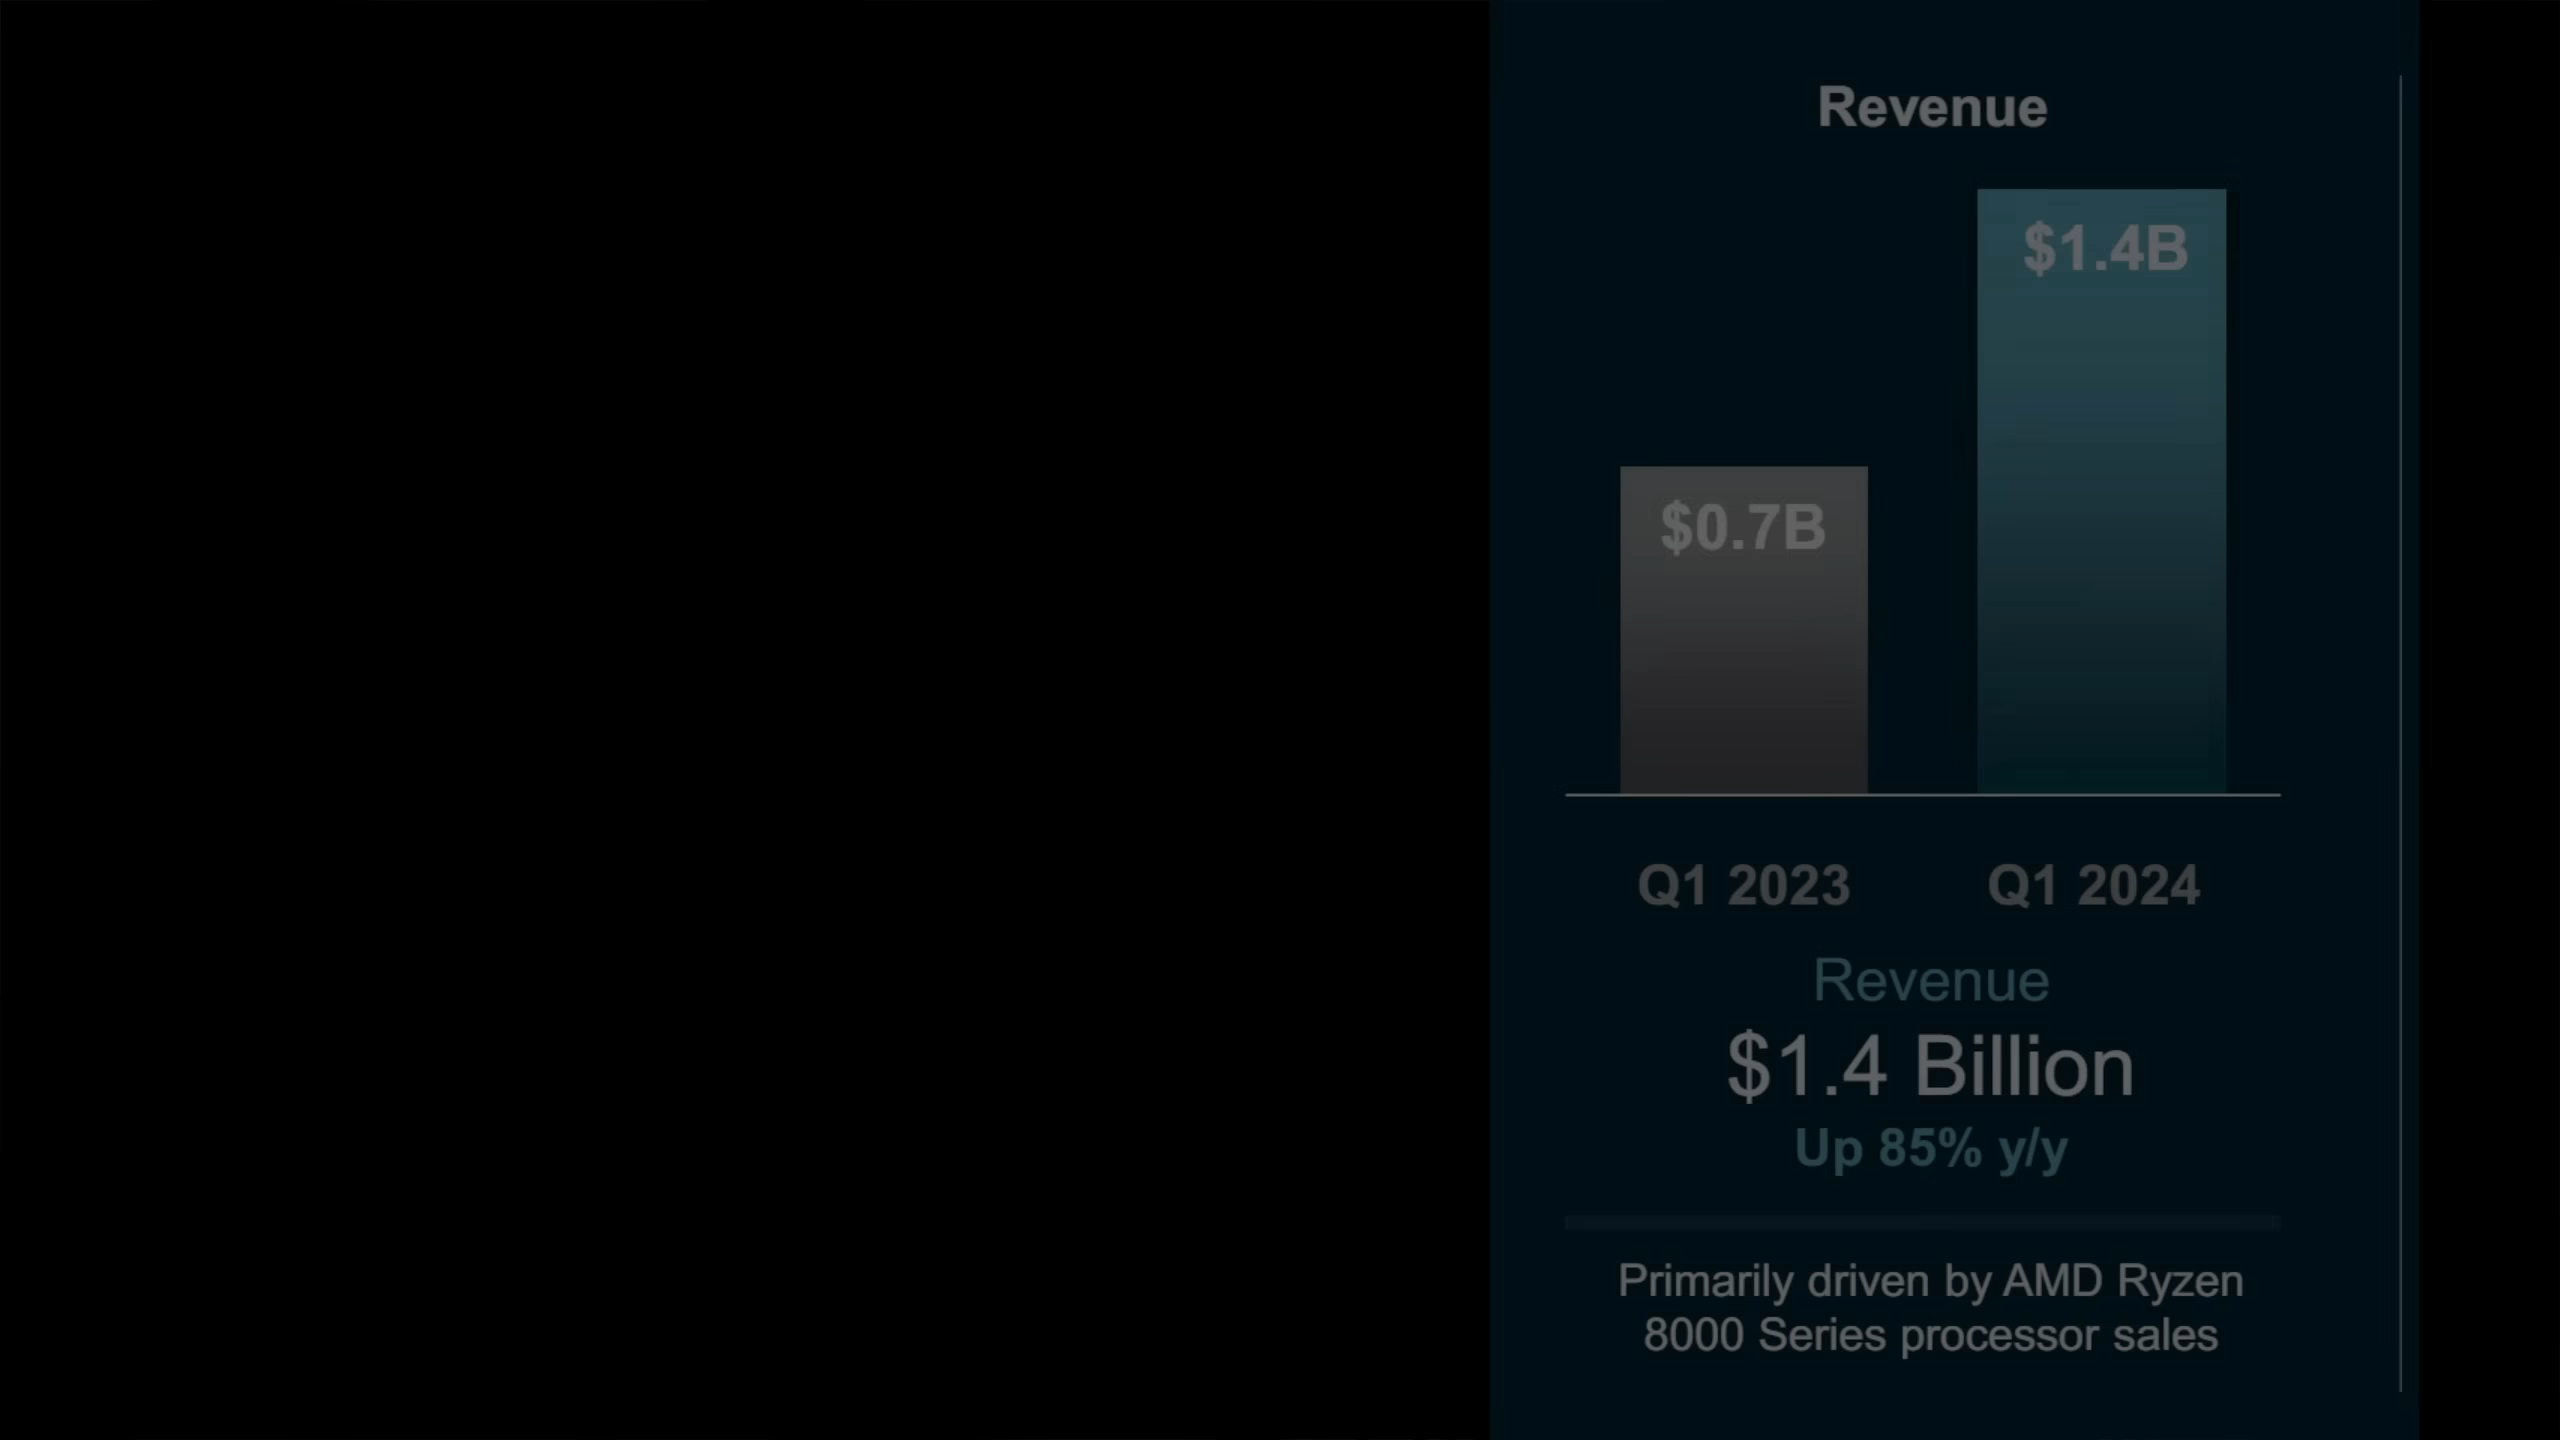 Revenue
$1.4B
$0.7B
Q1 2023 Q1 2024
Revenue
$1.4 Billion
Up 85% y/y
Primarily driven by AMD Ryzen
8000 Series processor sales